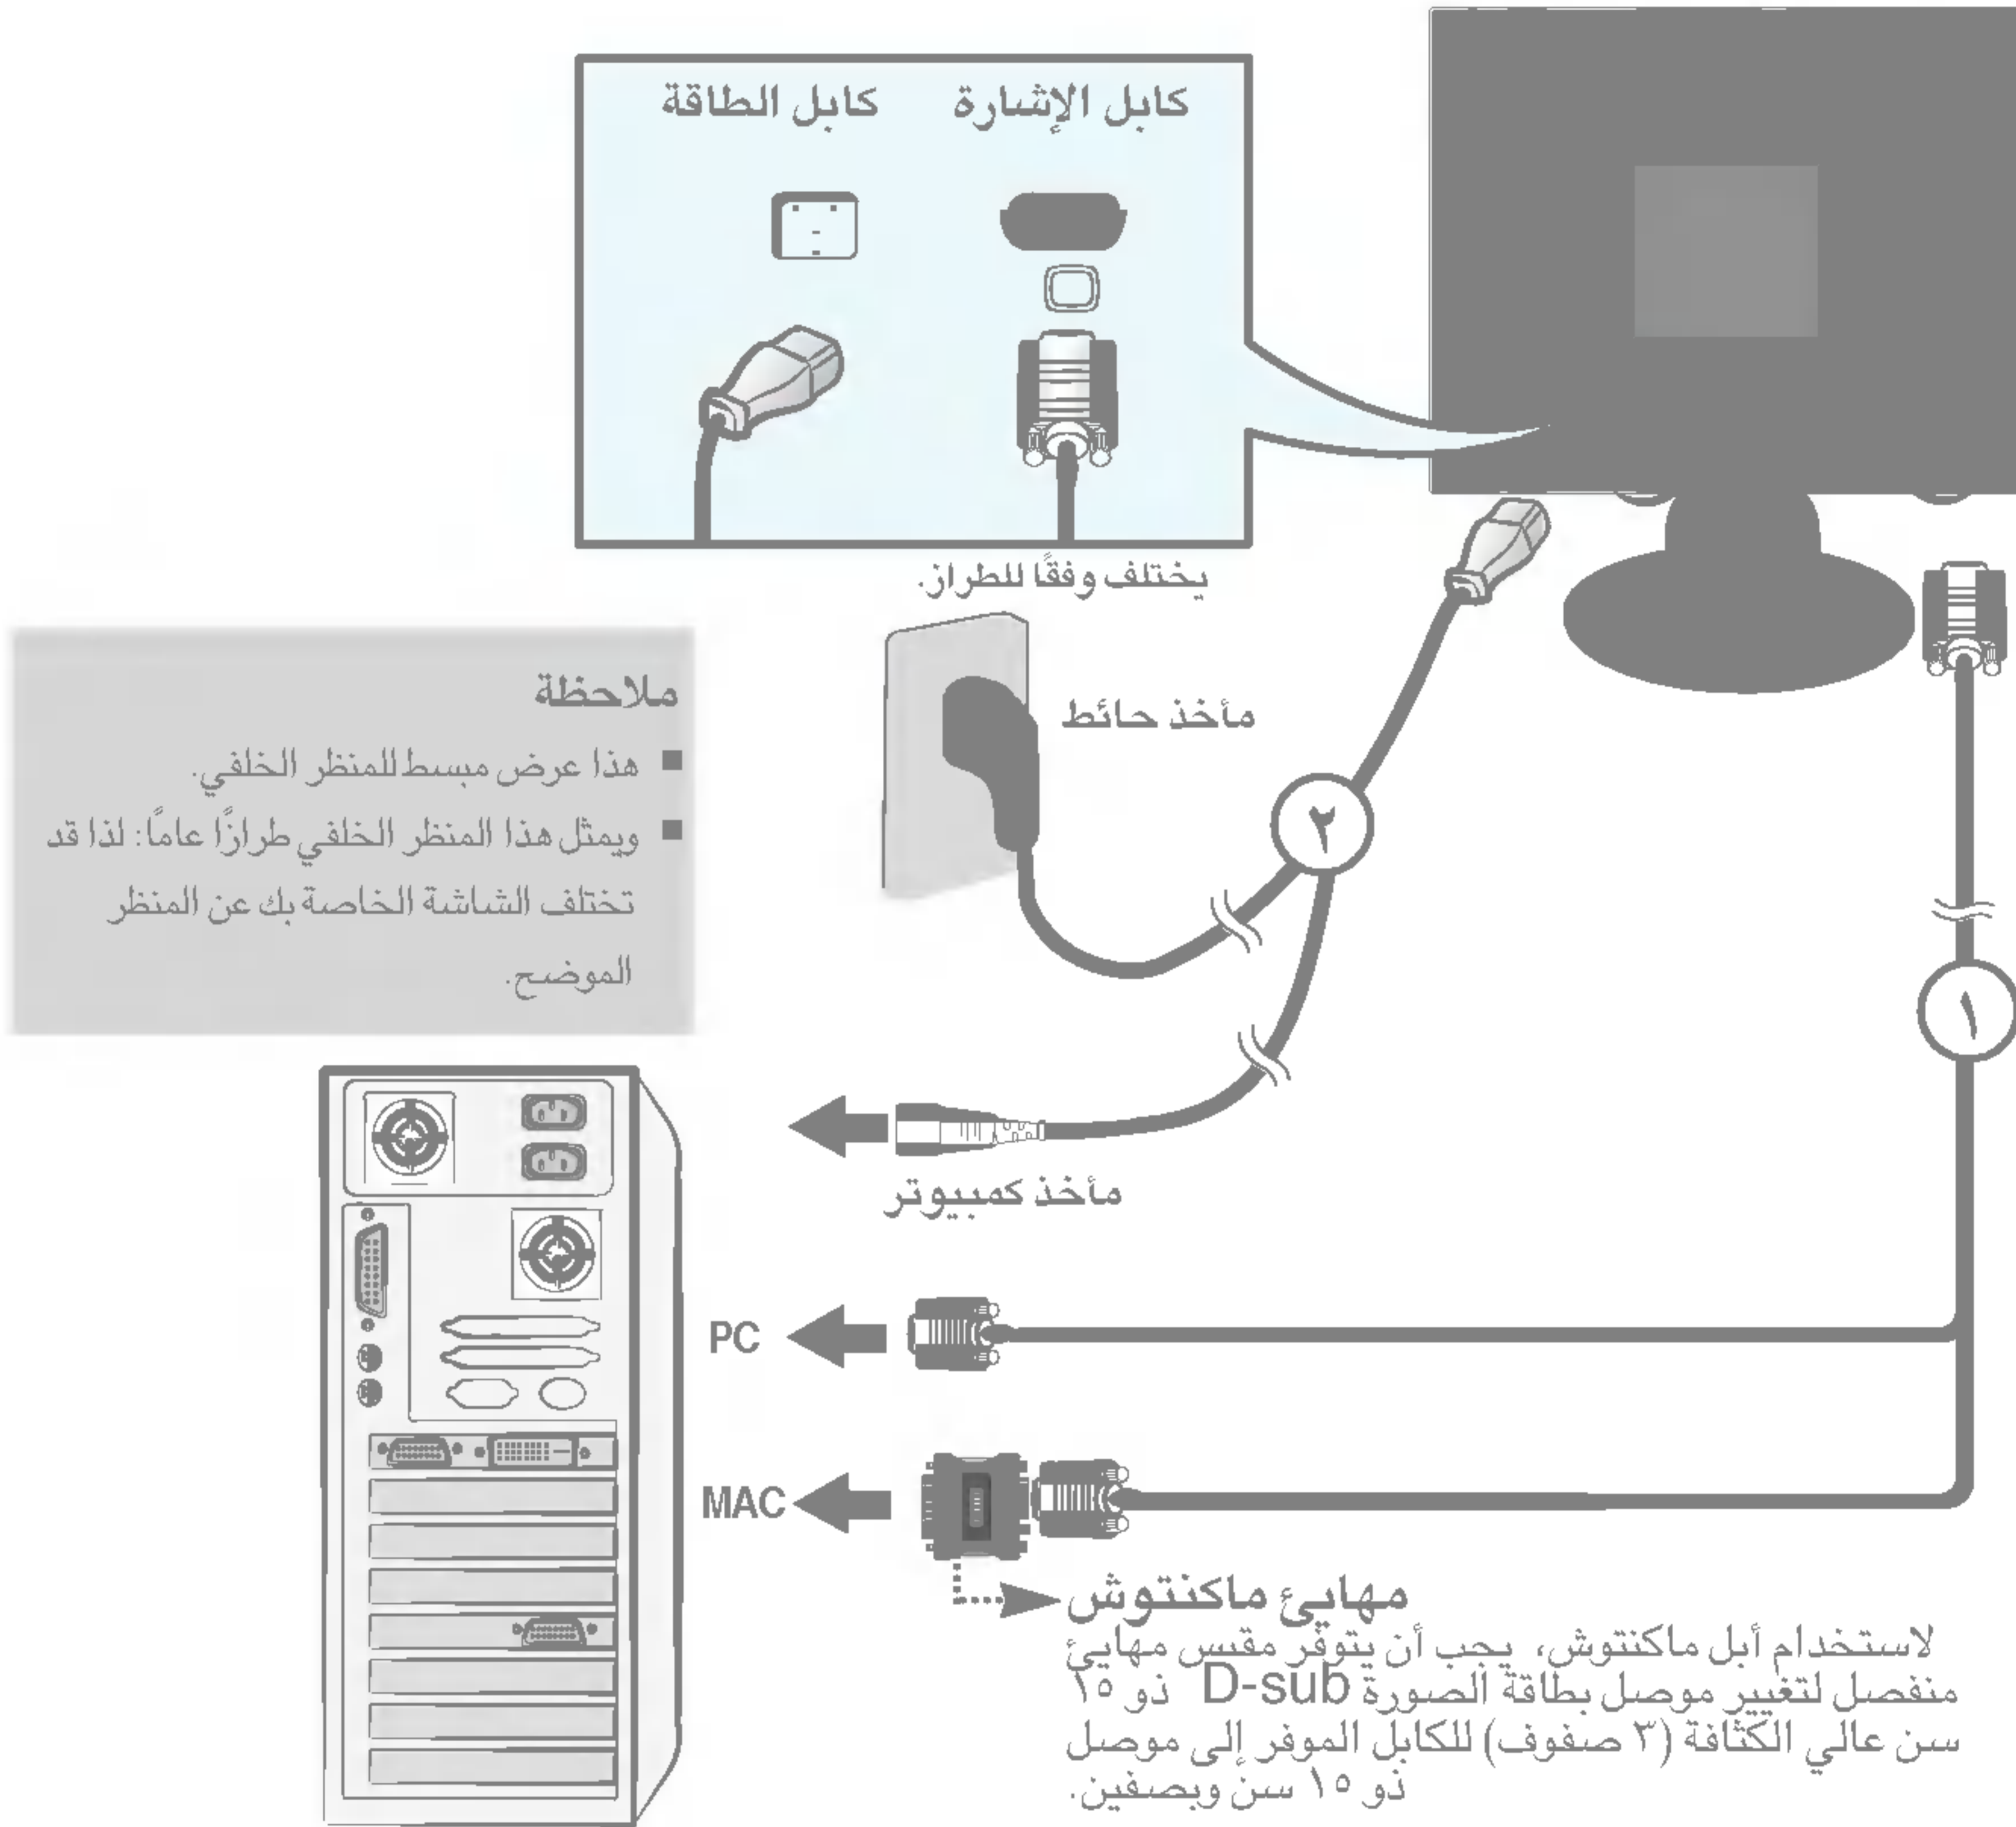 كابل الإشارة
كابل الطاقة
يختلف وفقًا للطراز.
مأخذ حائط
ملاحظة
■ هذا عرض مبسط للمنظر الخلفي.
■ ويمثل هذا المنظر الخلفي طرازًا عامًا: لذا قد
تختلف الشاشة الخاصة بك عن المنظر
الموضح.
٢
١
مأخذ كمبيوتر
PC
MAC
مهايئ ماكنتوش
لاستخدام أبل ماكنتوش، يجب أن يتوفر مقبس مهايئ
منفصل لتغيير موصل بطاقة الصورة D-sub ذو ١٥
سن عالي الكثافة (٣ صفوف) للكابل الموفر إلى موصل
ذو ١٥ سن وبصفين.